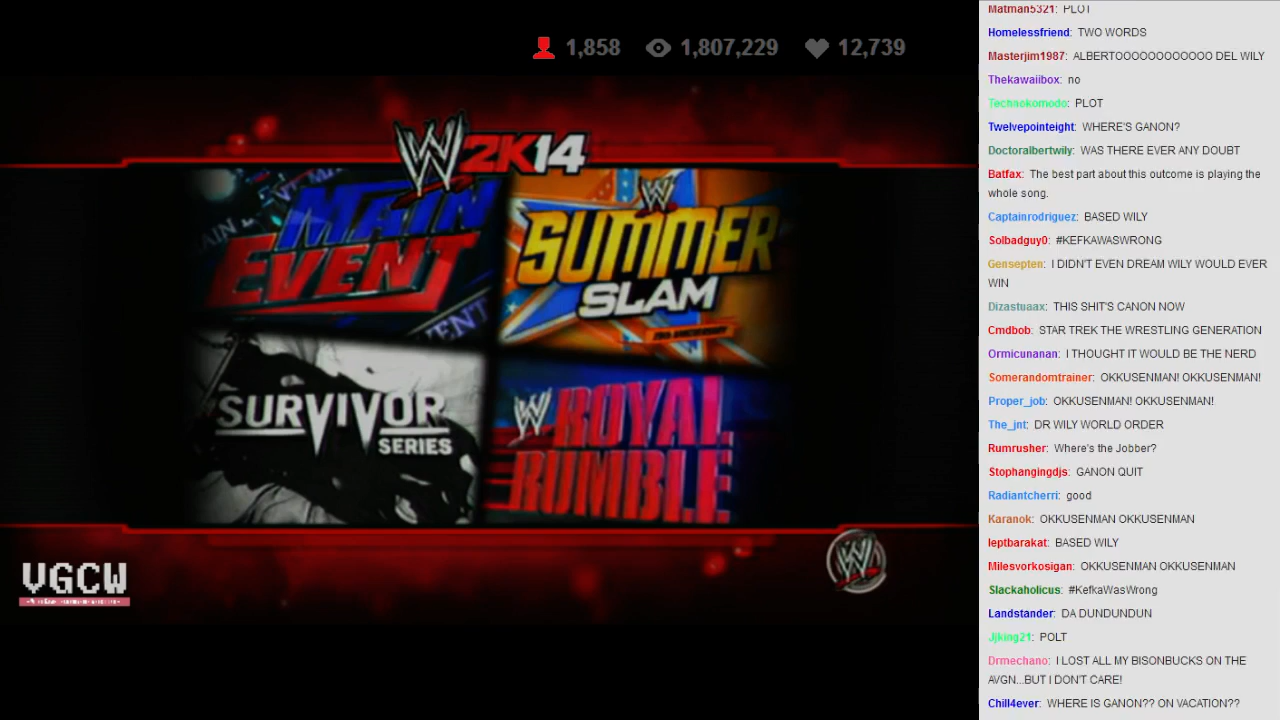 1,858 1,807,229 12,739
W 2K14
MAIN
EVENT
SUMMER
SLAM
SURVIVOR
SERIES
ROYAL
RUMBLE
VGCW
Matman5321: PLOT
Homelessfriend: TWO WORDS
Masterjim1987: ALBERTOOOOOOOOOOO DEL WILY
Thekawaiibox: no
Technokomodo: PLOT
Twelvepointeight: WHERE'S GANON?
Doctoralbertwily: WAS THERE EVER ANY DOUBT
Batfax: The best part about this outcome is playing the
whole song.
Captainrodriguez: BASED WILY
Solbadguy0: #KEFKAWASWRONG
Gensepten: I DIDN'T EVEN DREAM WILY WOULD EVER
WIN
Dizastuaax: THIS SHIT'S CANON NOW
Cmdbob: STAR TREK THE WRESTLING GENERATION
Ormicunanan: I THOUGHT IT WOULD BE THE NERD
Somerandomtrainer: OKKUSENMAN! OKKUSENMAN!
Proper_job: OKKUSENMAN! OKKUSENMAN!
The_jnt: DR WILY WORLD ORDER
Rumrusher: Where's the Jobber?
Stophangingdjs: GANON QUIT
Radiantcherri: good
Karanok: OKKUSENMAN OKKUSENMAN
Ieptbarakat: BASED WILY
Milesvorkosigan: OKKUSENMAN OKKUSENMAN
Slackaholicus: #KefkaWasWrong
Landstander: DA DUNDUNDUN
Jjking21: POLT
Drmechano: I LOST ALL MY BISONBUCKS ON THE
AVGN...BUT I DON'T CARE!
Chill4ever: WHERE IS GANON?? ON VACATION??